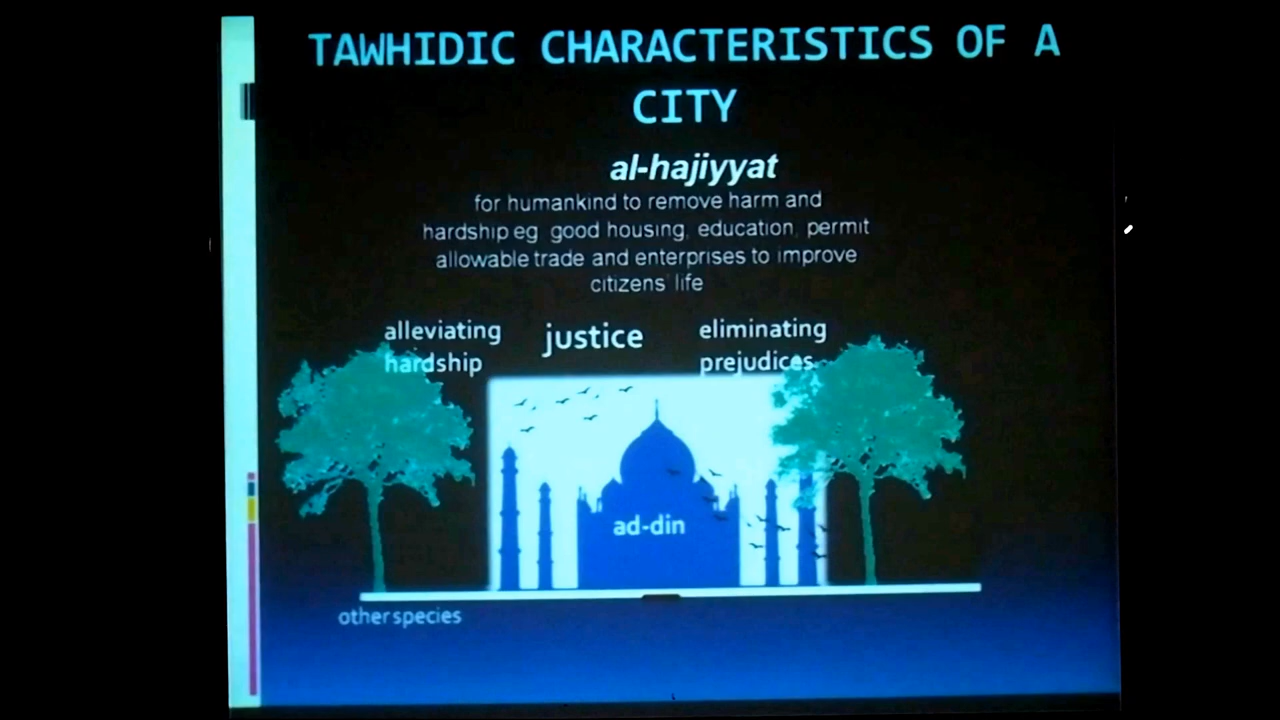 TAWHIDIC CHARACTERISTICS OF A
CITY
al-hajiyyat
for humankind to remove harm and
hardship eg good housing, education, permit
allowable trade and enterprises to improve
citizens' life
alleviating
hardship
justice
eliminating
prejudices
ad-din
other species